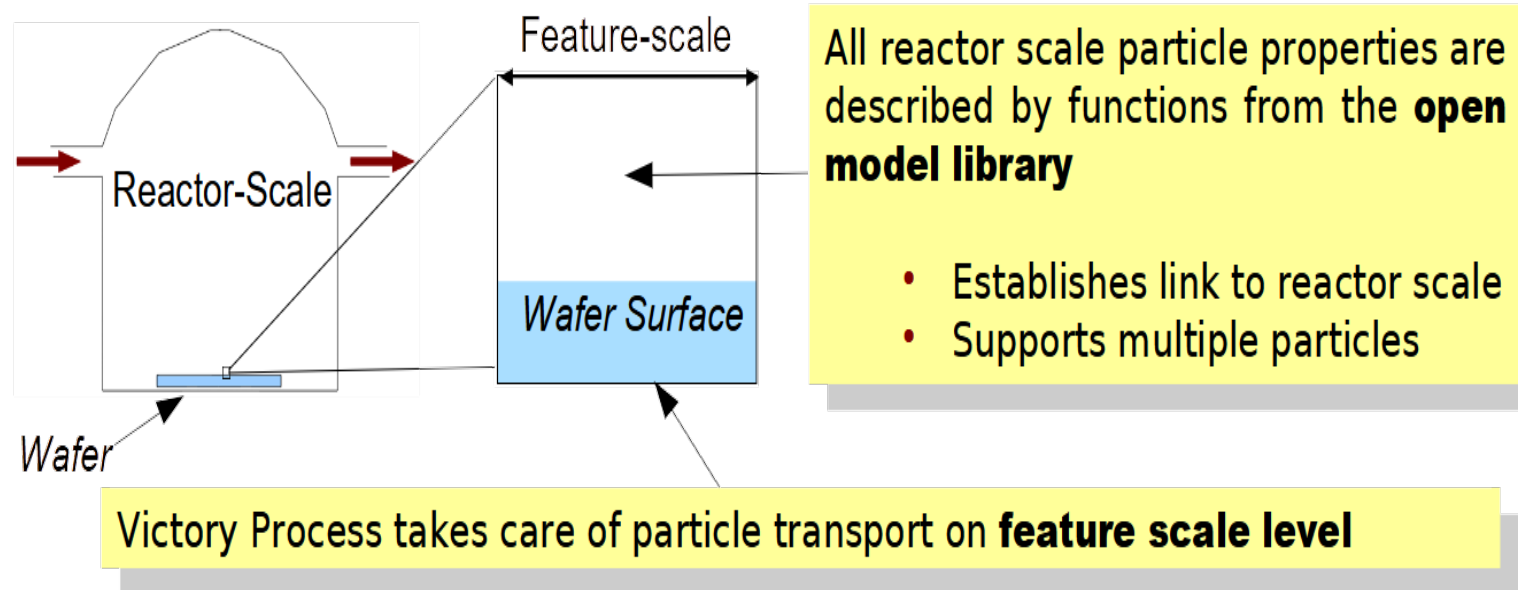 Feature-scale
Reactor-Scale
Wafer Surface
Wafer
All reactor scale particle properties are
described by functions from the open
model library
• Establishes link to reactor scale
• Supports multiple particles
Victory Process takes care of particle transport on feature scale level